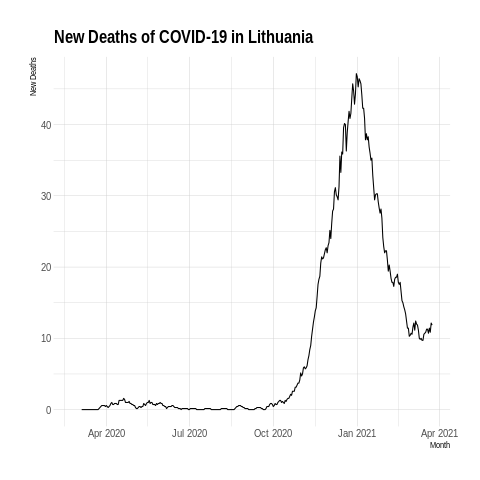 New Deaths of COVID-19 in Lithuania
New Deaths
40
30
20
10
0
Apr 2020 Jul 2020 Oct 2020 Jan 2021 Apr 2021
Month